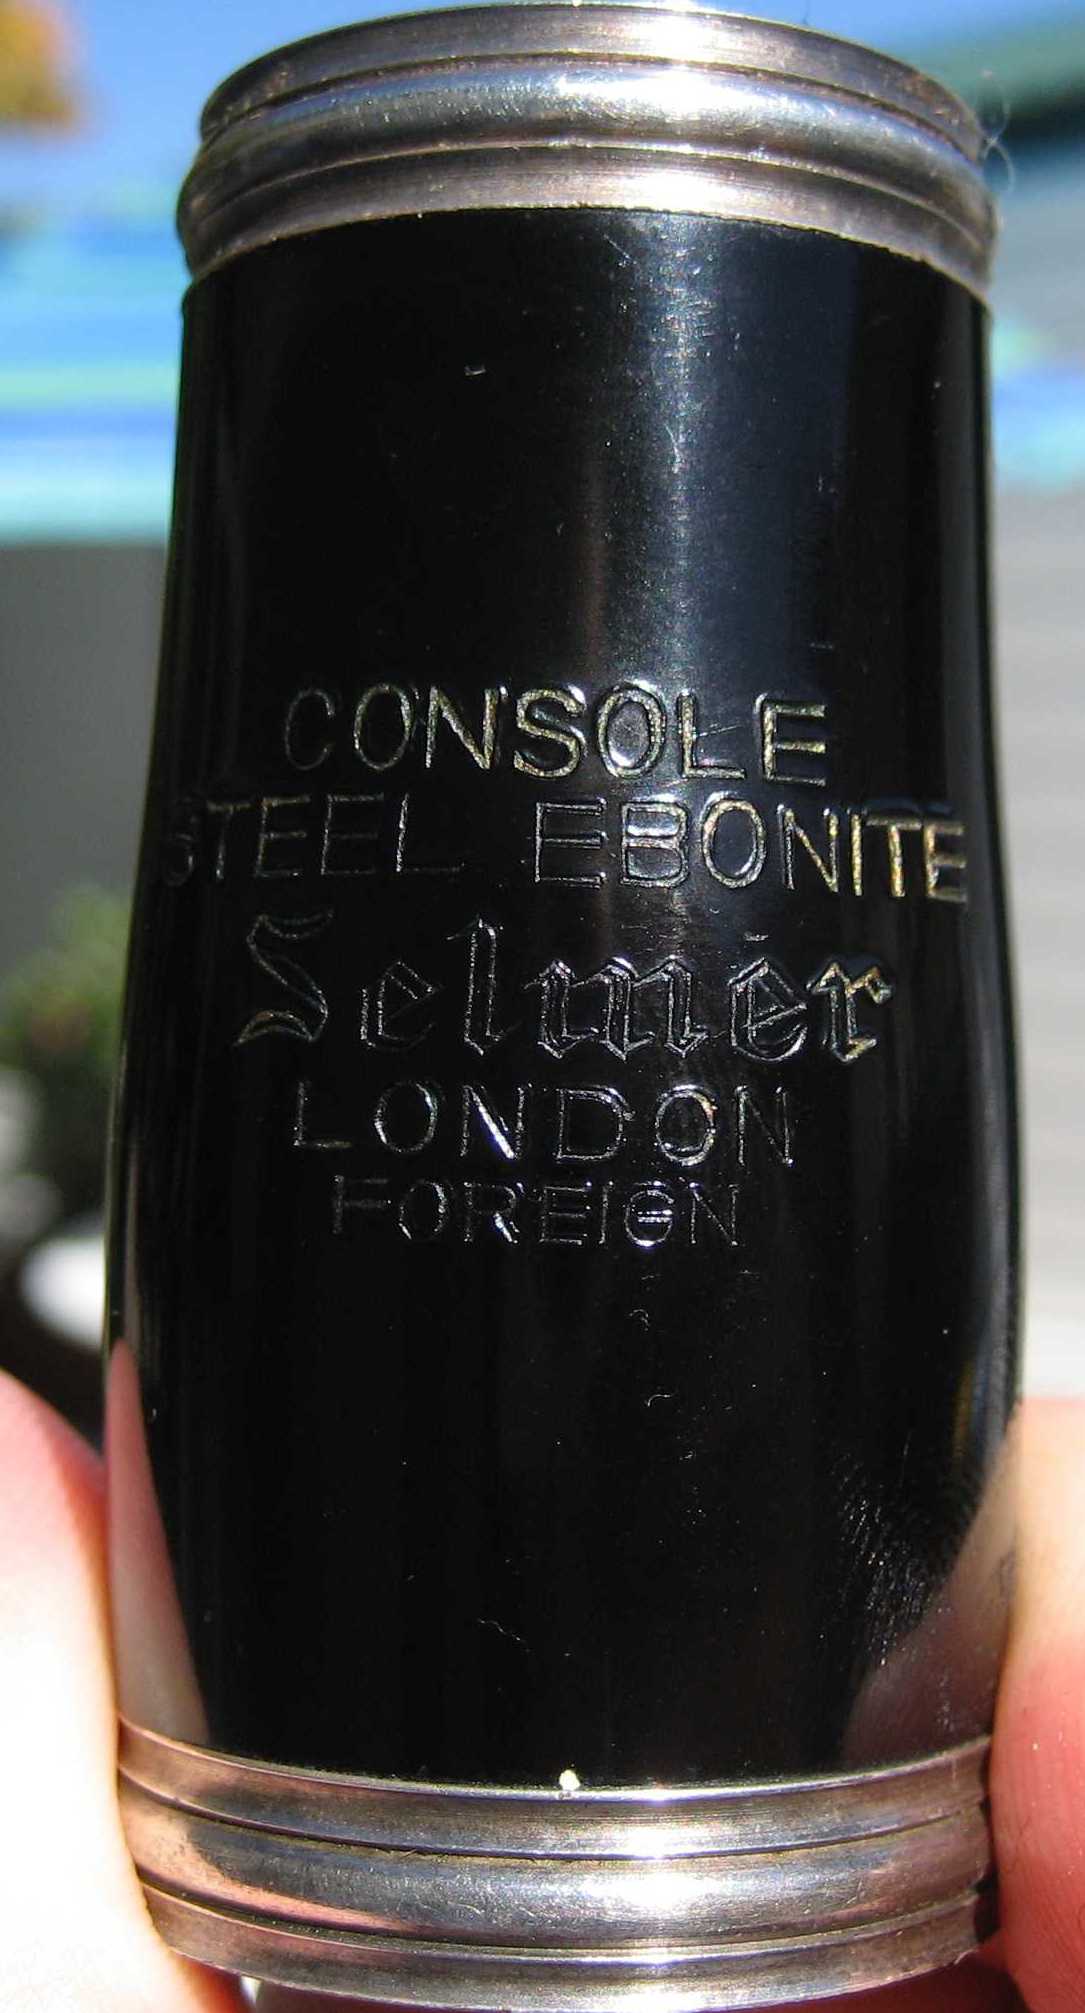 CONSOLE
STEEL EBONITE
Selmer
LONDON
FOREIGN